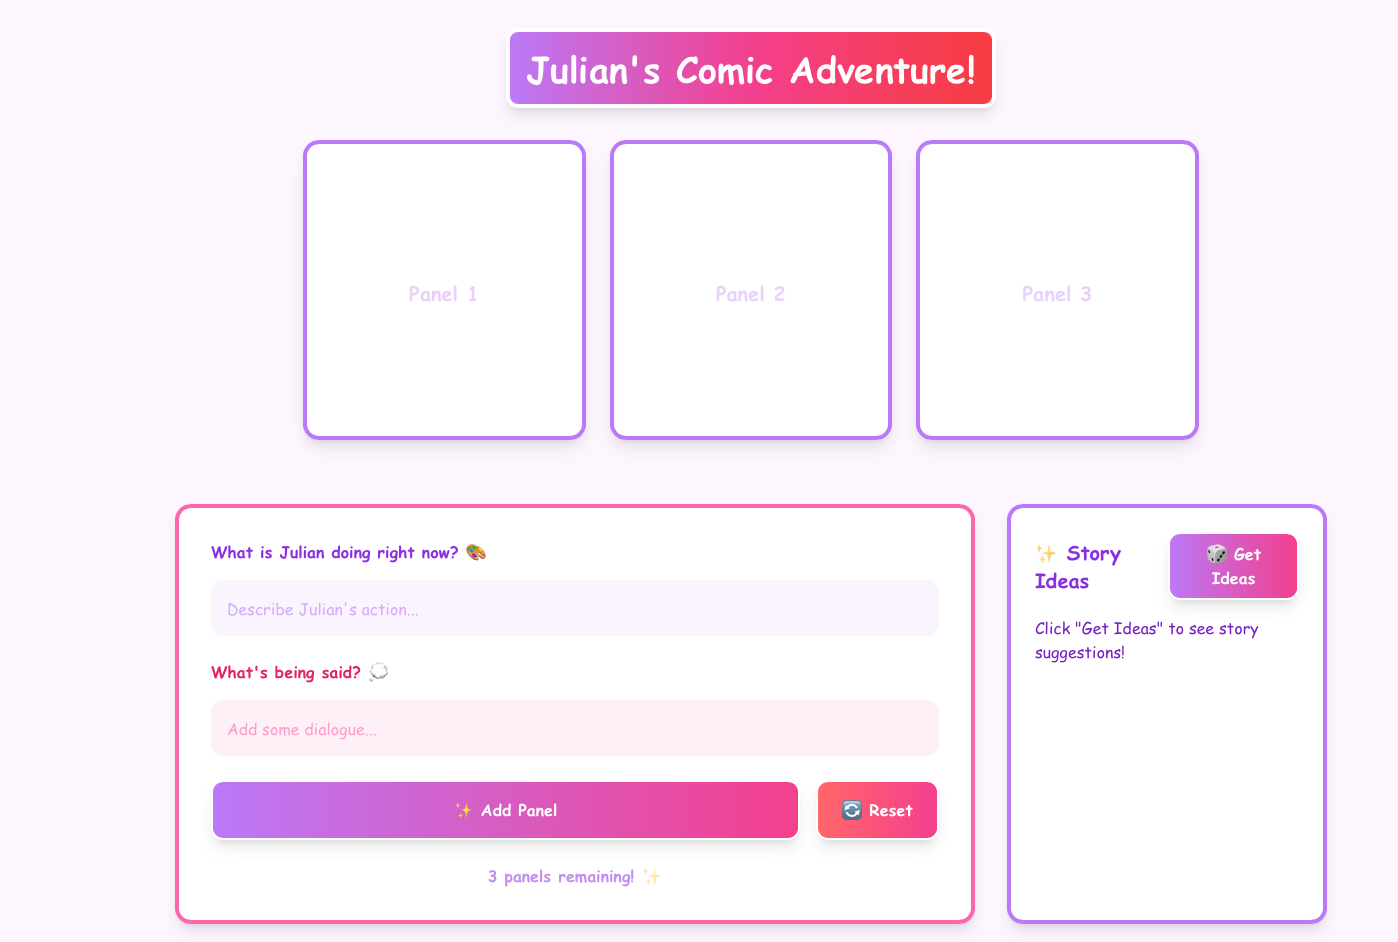 Julian's Comic Adventure!
Panel 1
Panel 2
Panel 3
What is Julian doing right now? 🎨
Describe Julian's action...
What's being said? 💭
Add some dialogue...
✨ Add Panel
🔄 Reset
3 panels remaining! ✨
✨ Story
Ideas
🎲 Get
Ideas
Click "Get Ideas" to see story
suggestions!